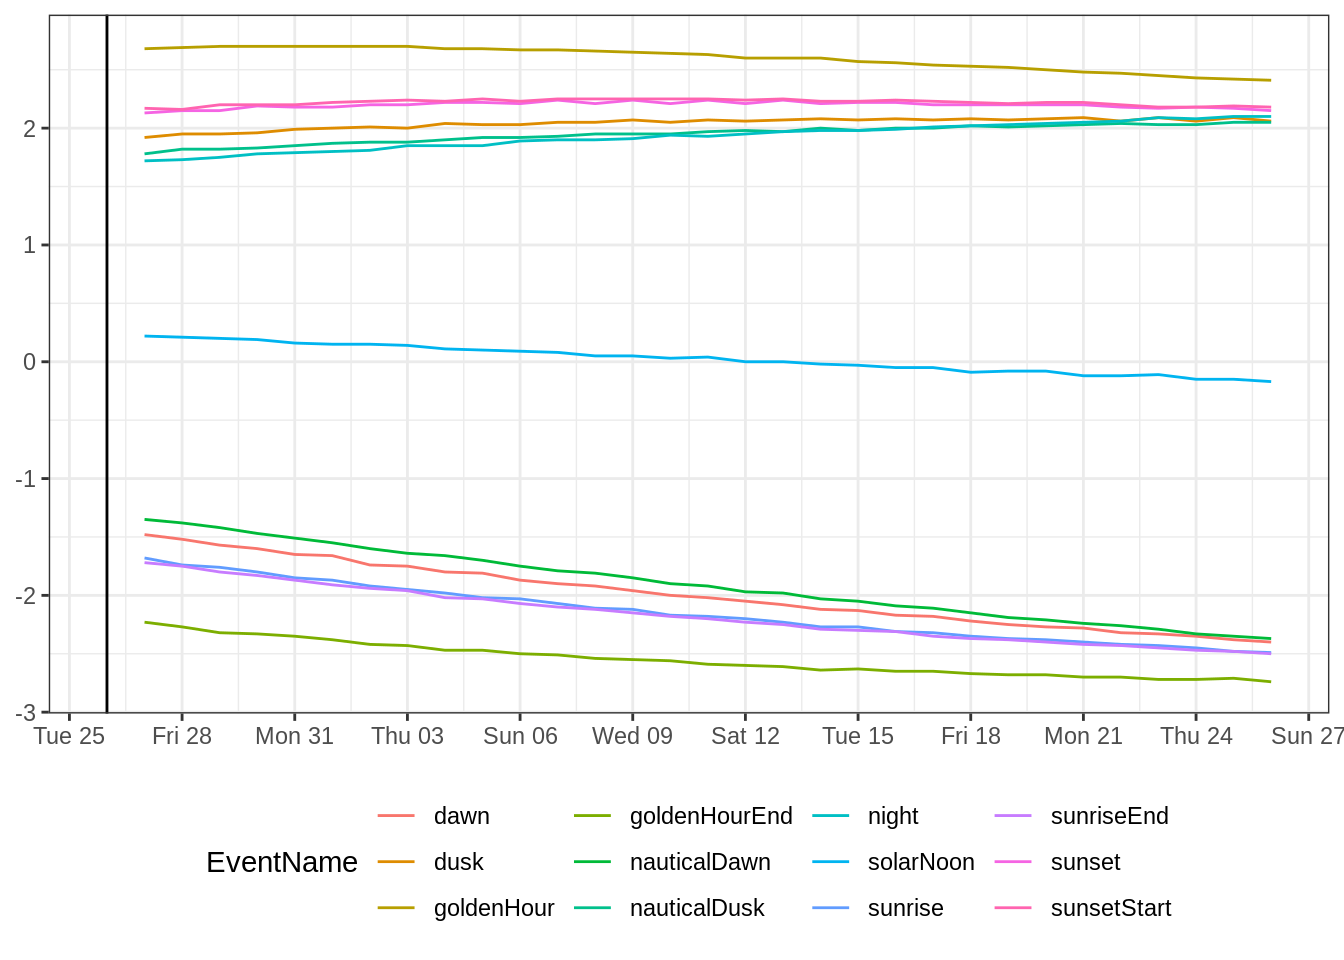 2
1
0
-1
-2
-3
Tue 25 Fri 28 Mon 31 Thu 03 Sun 06 Wed 09 Sat 12 Tue 15 Fri 18 Mon 21 Thu 24 Sun 27
EventName
dawn
dusk
goldenHour
goldenHourEnd
nauticalDawn
nauticalDusk
night
solarNoon
sunrise
sunriseEnd
sunset
sunsetStart